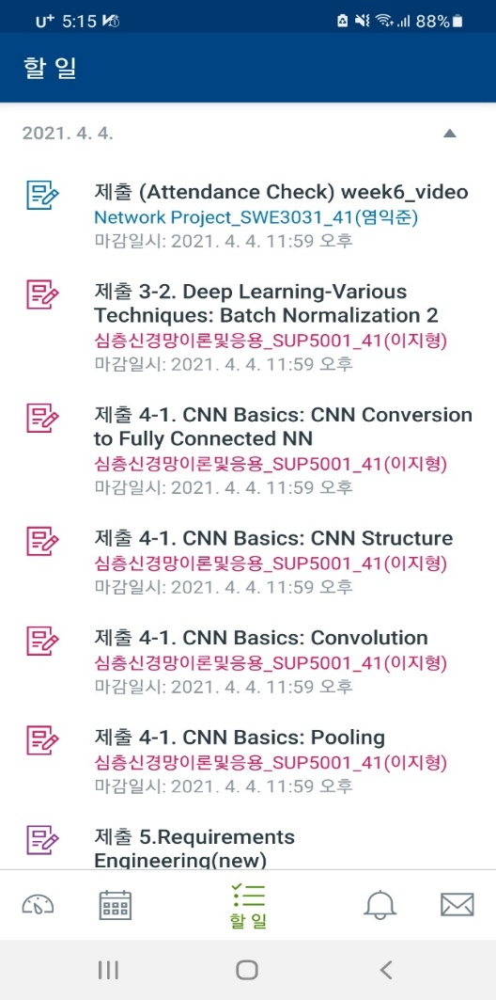 U+ 5:15
88%
할 일
2021. 4. 4.
제출 (Attendance Check) week6_video
Network Project_SWE3031_41(염익준)
마감일시: 2021. 4. 4. 11:59 오후
제출 3-2. Deep Learning-Various
Techniques: Batch Normalization 2
심층신경망이론및응용_SUP5001_41(이지형)
마감일시: 2021. 4. 4. 11:59 오후
제출 4-1. CNN Basics: CNN Conversion
to Fully Connected NN
심층신경망이론및응용_SUP5001_41(이지형)
마감일시: 2021. 4. 4. 11:59 오후
제출 4-1. CNN Basics: CNN Structure
심층신경망이론및응용_SUP5001_41(이지형)
마감일시: 2021. 4. 4. 11:59 오후
제출 4-1. CNN Basics: Convolution
심층신경망이론및응용_SUP5001_41(이지형)
마감일시: 2021. 4. 4. 11:59 오후
제출 4-1. CNN Basics: Pooling
심층신경망이론및응용_SUP5001_41(이지형)
마감일시: 2021. 4. 4. 11:59 오후
제출 5.Requirements
Engineering(new)
할 일